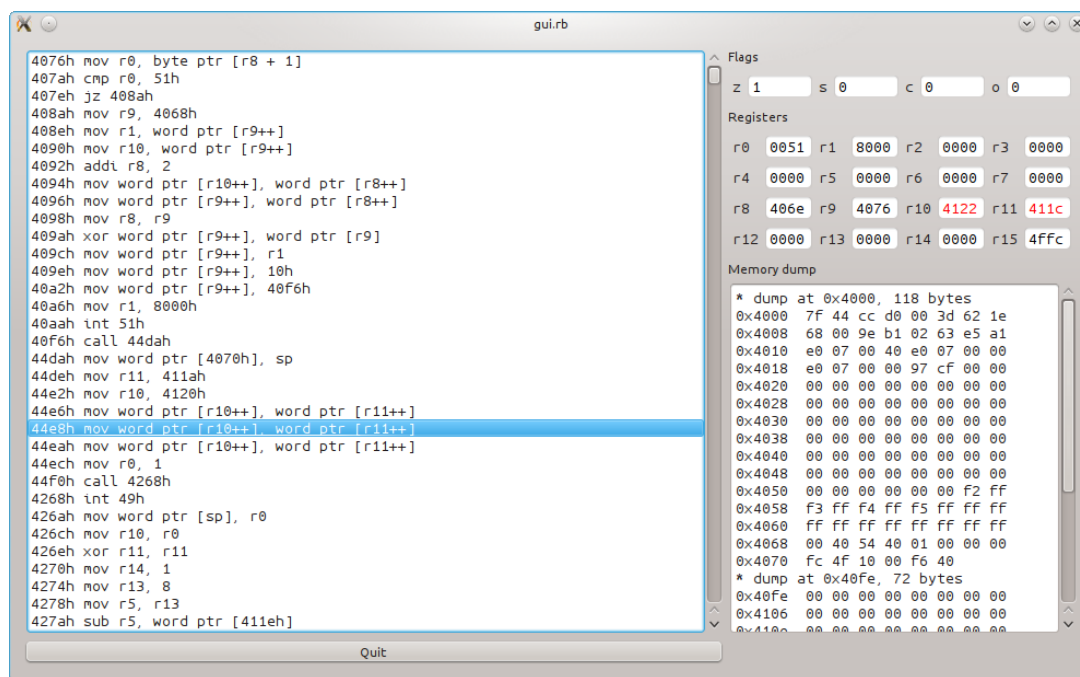 gui.rb
4076h mov r0, byte ptr [r8 + 1]
407ah cmp r0, 51h
407eh jz 408ah
408ah mov r9, 4068h
408eh mov r1, word ptr [r9++]
4090h mov r10, word ptr [r9++]
4092h addi r8, 2
4094h mov word ptr [r10++], word ptr [r8++]
4096h mov word ptr [r9++], word ptr [r8++]
4098h mov r8, r9
409ah xor word ptr [r9++], word ptr [r9]
409ch mov word ptr [r9++], r1
409eh mov word ptr [r9++], 10h
40a2h mov word ptr [r9++], 40f6h
40a6h mov r1, 8000h
40aah int 51h
40f6h call 44dah
44dah mov word ptr [4070h], sp
44deh mov r11, 411ah
44e2h mov r10, 4120h
44e6h mov word ptr [r10++], word ptr [r11++]
44e8h mov word ptr [r10++], word ptr [r11++]
44eah mov word ptr [r10++], word ptr [r11++]
44ech mov r0, 1
44f0h call 4268h
4268h int 49h
426ah mov word ptr [sp], r0
426ch mov r10, r0
426eh xor r11, r11
4270h mov r14, 1
4274h mov r13, 8
4278h mov r5, r13
427ah sub r5, word ptr [411eh]
Quit
Flags
z 1 s 0 c 0 o 0
Registers
r0 0051 r1 8000 r2 0000 r3 0000
r4 0000 r5 0000 r6 0000 r7 0000
r8 406e r9 4076 r10 4122 r11 411c
r12 0000 r13 0000 r14 0000 r15 4ffc
Memory dump
* dump at 0x4000, 118 bytes
0x4000 7f 44 cc d0 00 3d 62 1e
0x4008 68 00 9e b1 02 63 e5 a1
0x4010 e0 07 00 40 e0 07 00 00
0x4018 e0 07 00 00 97 cf 00 00
0x4020 00 00 00 00 00 00 00 00
0x4028 00 00 00 00 00 00 00 00
0x4030 00 00 00 00 00 00 00 00
0x4038 00 00 00 00 00 00 00 00
0x4040 00 00 00 00 00 00 00 00
0x4048 00 00 00 00 00 00 00 00
0x4050 00 00 00 00 00 00 f2 ff
0x4058 f3 ff f4 ff f5 ff ff ff
0x4060 ff ff ff ff ff ff ff ff
0x4068 00 40 54 40 01 00 00 00
0x4070 fc 4f 10 00 f6 40
* dump at 0x40fe, 72 bytes
0x40fe 00 00 00 00 00 00 00 00
0x4106 00 00 00 00 00 00 00 00
0x410e 00 00 00 00 00 00 00 00